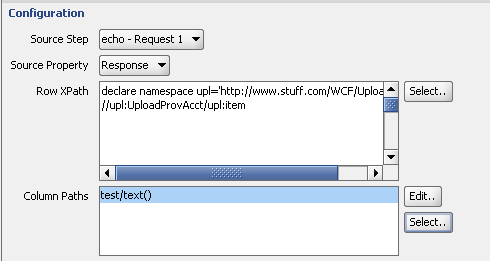 Configuration
Source Step echo - Request 1
Source Property Response
Row XPath declare namespace upl='http://www.stuff.com/WCF/Uploa Select..
//upl:UploadProvAcct/upl:item
Column Paths test/text() Edit..
Select..